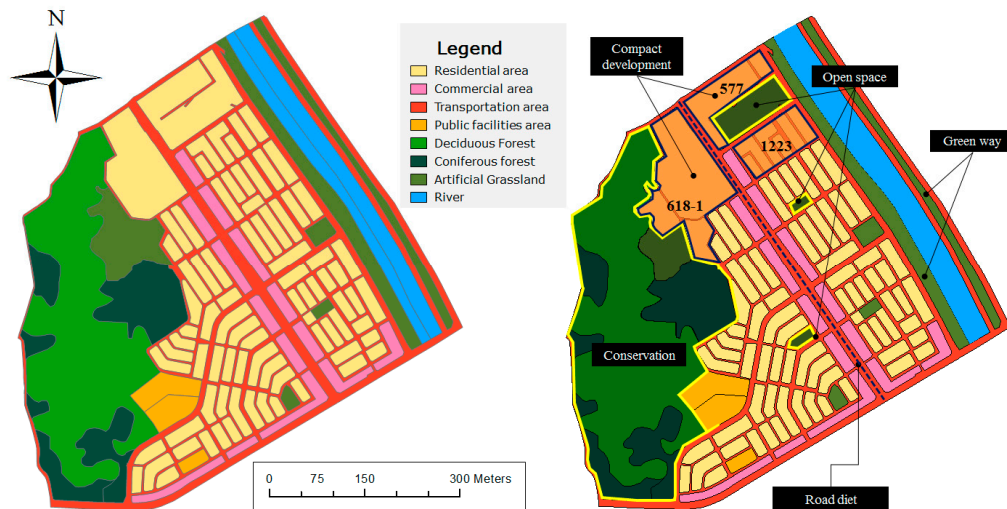 N
Legend
Residential area
Commercial area
Transportation area
Public facilities area
Deciduous Forest
Coniferous forest
Artificial Grassland
River
Compact
development
Open space
577
Green way
1223
618-1
Conservation
0 75 150 300 Meters
Road diet